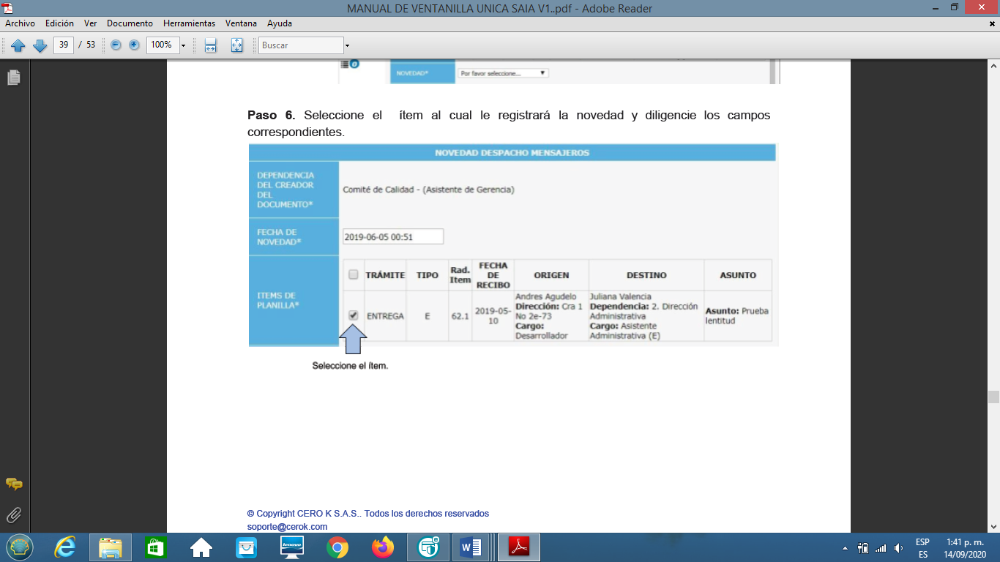 MANUAL DE VENTANILLA UNICA SAIA V1..pdf - Adobe Reader
Archivo Edición Ver Documento Herramientas Ventana Ayuda
39 / 53 100% Buscar
NOVEDAD* Por favor seleccione...
Paso 6. Seleccione el ítem al cual le registrará la novedad y diligencie los campos
correspondientes.
NOVEDAD DESPACHO MENSAJEROS
DEPENDENCIA
DEL CREADOR
DEL
DOCUMENTO*
Comité de Calidad - (Asistente de Gerencia)
FECHA DE
NOVEDAD*
2019-06-05 00:51
ITEMS DE
PLANILLA*
TRÁMITE
TIPO
Rad.
Item
FECHA
DE
RECIBO
ORIGEN
DESTINO
ASUNTO
ENTREGA
E
62.1
2019-05-
10
Andres Agudelo
Dirección: Cra 1
No 2e-73
Cargo:
Desarrollador
Juliana Valencia
Dependencia: 2. Dirección
Administrativa
Cargo: Asistente
Administrativa (E)
Asunto: Prueba
lentitud
Seleccione el ítem.
© Copyright CERO K S.A.S.. Todos los derechos reservados
soporte@cerok.com
lenovo
8
W
ESP
ES
1:41 p. m.
14/09/2020